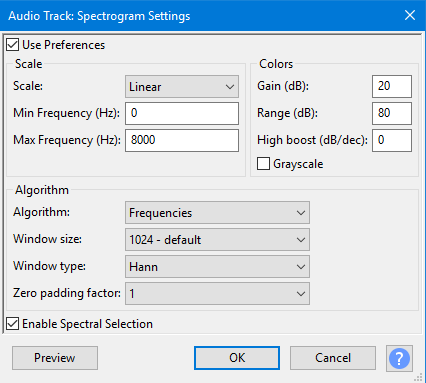 Audio Track: Spectrogram Settings
Use Preferences
Scale
Scale: Linear
Min Frequency (Hz): 0
Max Frequency (Hz): 8000
Colors
Gain (dB): 20
Range (dB): 80
High boost (dB/dec): 0
Grayscale
Algorithm
Algorithm: Frequencies
Window size: 1024 - default
Window type: Hann
Zero padding factor: 1
Enable Spectral Selection
Preview OK Cancel ?